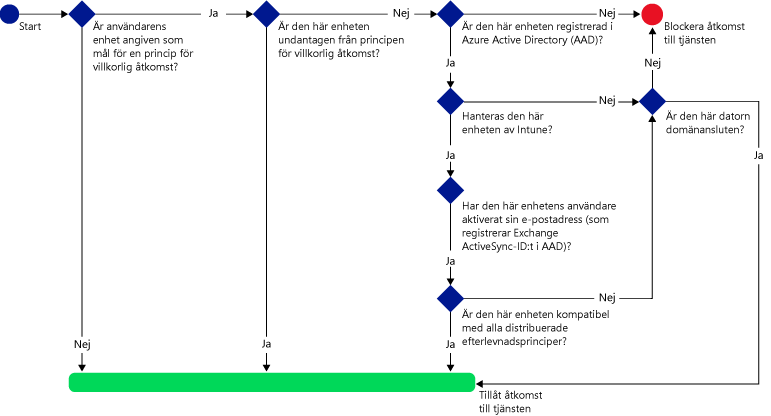 Start
Är användarens
enhet angiven som
mål för en princip för
villkorlig åtkomst?
Ja
Är den här enheten
undantagen från principen
för villkorlig åtkomst?
Nej
Är den här enheten registrerad i
Azure Active Directory (AAD)?
Nej
Blockera åtkomst
till tjänsten
Ja
Nej
Hanteras den här
enheten av Intune?
Nej
Är den här datorn
domänansluten?
Ja
Ja
Har den här enhetens användare
aktiverat sin e-postadress (som
registrerar Exchange
ActiveSync-ID:t i AAD)?
Ja
Nej
Är den här enheten kompatibel
med alla distribuerade
efterlevnadsprinciper?
Nej
Ja
Ja
Tillåt åtkomst
till tjänsten